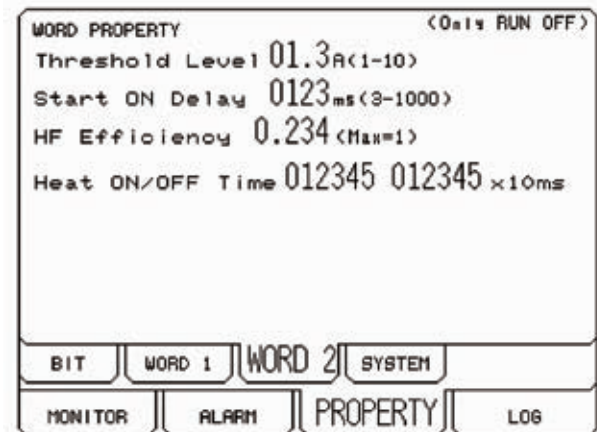 WORD PROPERTY (Only RUN OFF)
Threshold Level 01.3A(1-10)
Start ON Delay 0123ms(3-1000)
HF Efficiency 0.234(Max=1)
Heat ON/OFF Time 012345 012345 x10ms
BIT WORD 1 WORD 2 SYSTEM
MONITOR ALARM PROPERTY LOG